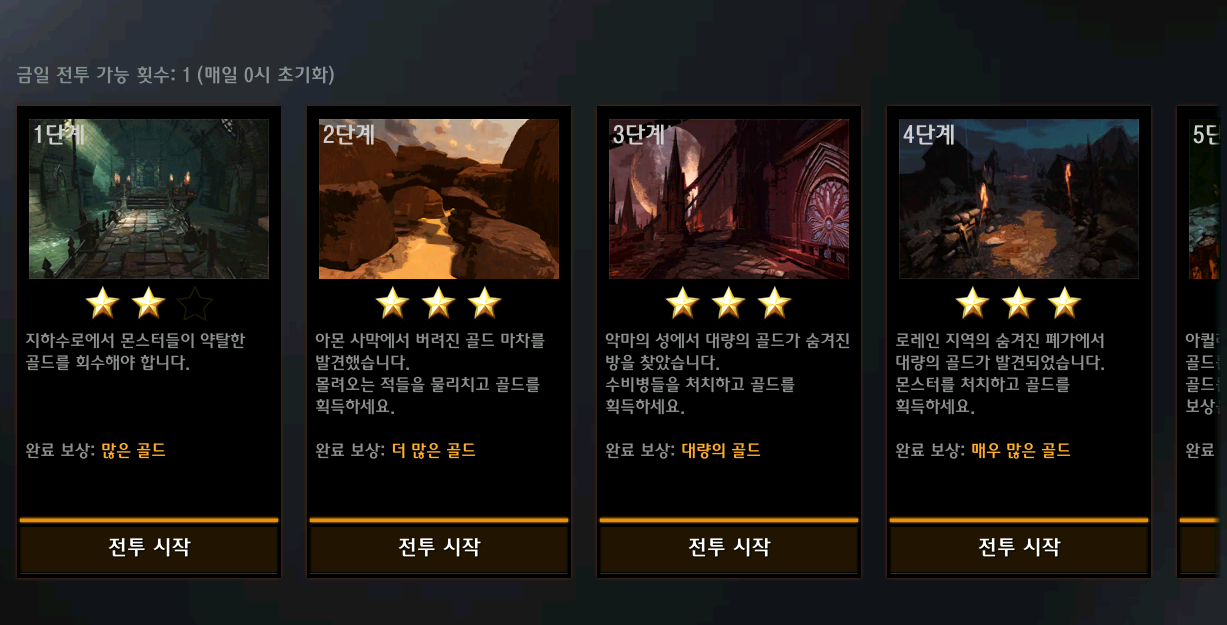 금일 전투 가능 횟수: 1 (매일 0시 초기화)
1단계
지하수로에서 몬스터들이 약탈한
골드를 회수해야 합니다.
완료 보상: 많은 골드
전투 시작
2단계
아몬 사막에서 버려진 골드 마차를
발견했습니다.
몰려오는 적들을 물리치고 골드를
획득하세요.
완료 보상: 더 많은 골드
전투 시작
3단계
악마의 성에서 대량의 골드가 숨겨진
방을 찾았습니다.
수비병들을 처치하고 골드를
획득하세요.
완료 보상: 대량의 골드
전투 시작
4단계
로레인 지역의 숨겨진 폐가에서
대량의 골드가 발견되었습니다.
몬스터를 처치하고 골드를
획득하세요.
완료 보상: 매우 많은 골드
전투 시작
골드
골드
완료